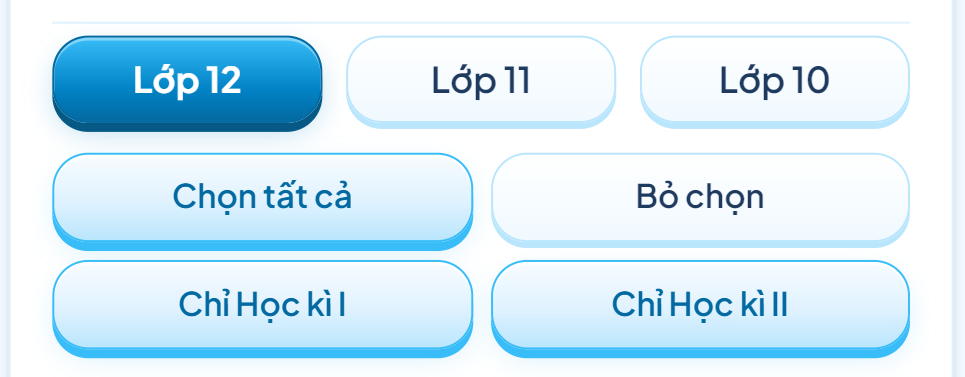 Lớp 12 Lớp 11 Lớp 10
Chọn tất cả Bỏ chọn
Chỉ Học kì I Chỉ Học kì II